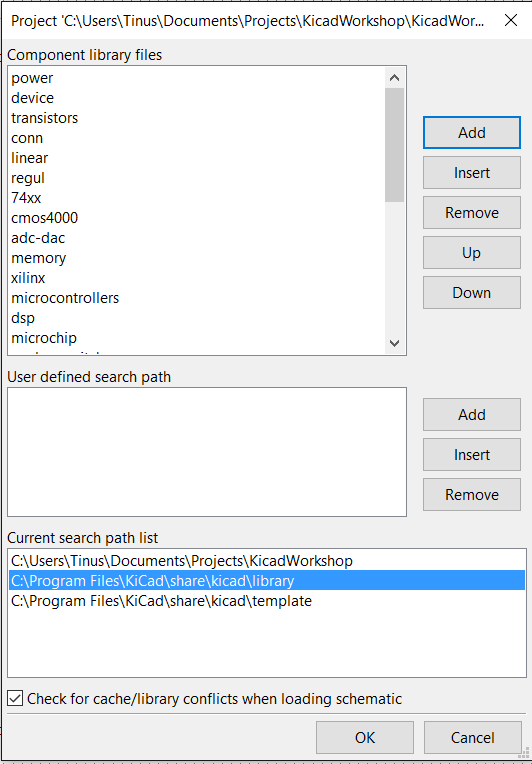 Project 'C:\Users\Tinus\Documents\Projects\KicadWorkshop\KicadWor...
Component library files
power
device
transistors
conn
linear
regul
74xx
cmos4000
adc-dac
memory
xilinx
microcontrollers
dsp
microchip
Add
Insert
Remove
Up
Down
User defined search path
Add
Insert
Remove
Current search path list
C:\Users\Tinus\Documents\Projects\KicadWorkshop
C:\Program Files\KiCad\share\kicad\library
C:\Program Files\KiCad\share\kicad\template
Check for cache/library conflicts when loading schematic
OK
Cancel